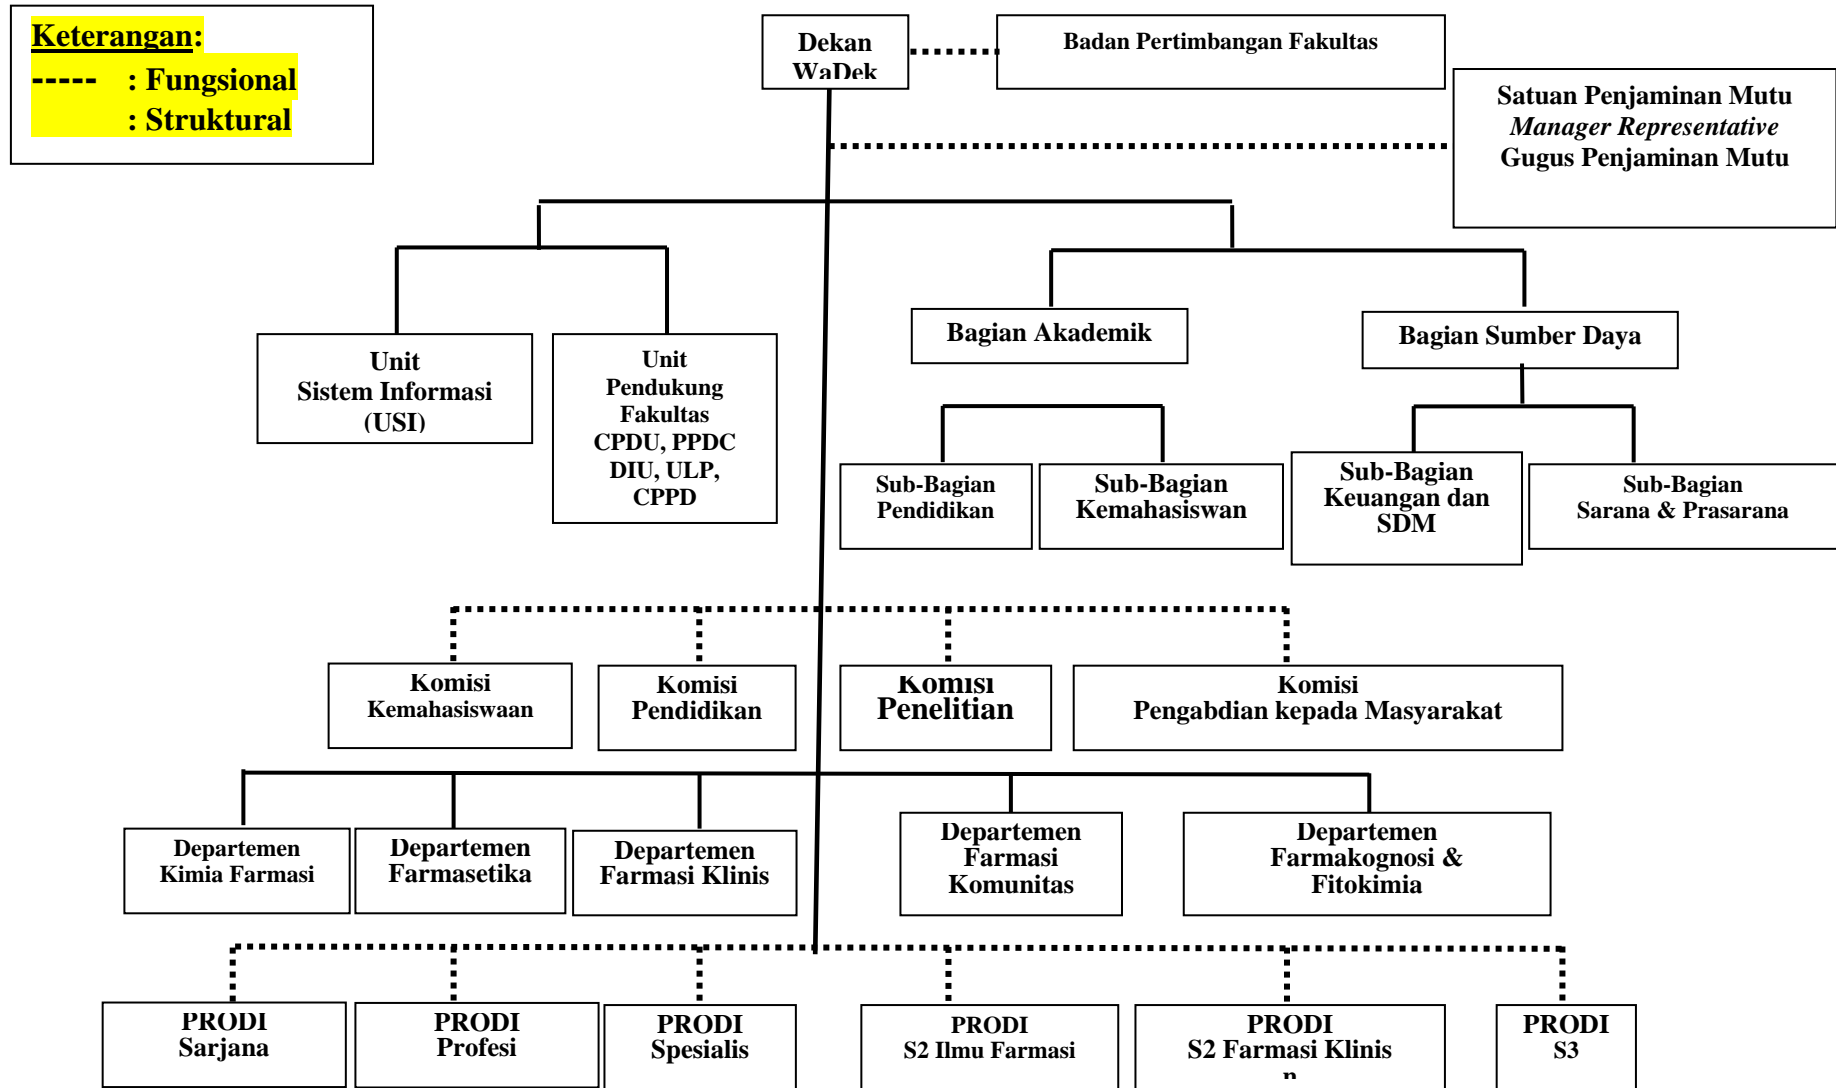 Keterangan:
----- : Fungsional
: Struktural
Dekan
WaDek
Badan Pertimbangan Fakultas
Satuan Penjaminan Mutu
Manager Representative
Gugus Penjaminan Mutu
Unit
Sistem Informasi
(USI)
Unit
Pendukung
Fakultas
CPDU, PPDC
DIU, ULP,
CPPD
Bagian Akademik
Bagian Sumber Daya
Sub-Bagian
Pendidikan
Sub-Bagian
Kemahasiswan
Sub-Bagian
Keuangan dan
SDM
Sub-Bagian
Sarana & Prasarana
Komisi
Kemahasiswaan
Komisi
Pendidikan
Komisi
Penelitian
Komisi
Pengabdian kepada Masyarakat
Departemen
Kimia Farmasi
Departemen
Farmasetika
Departemen
Farmasi Klinis
Departemen
Farmasi
Komunitas
Departemen
Farmakognosi &
Fitokimia
PRODI
Sarjana
PRODI
Profesi
PRODI
Spesialis
PRODI
S2 Ilmu Farmasi
PRODI
S2 Farmasi Klinis
PRODI
S3